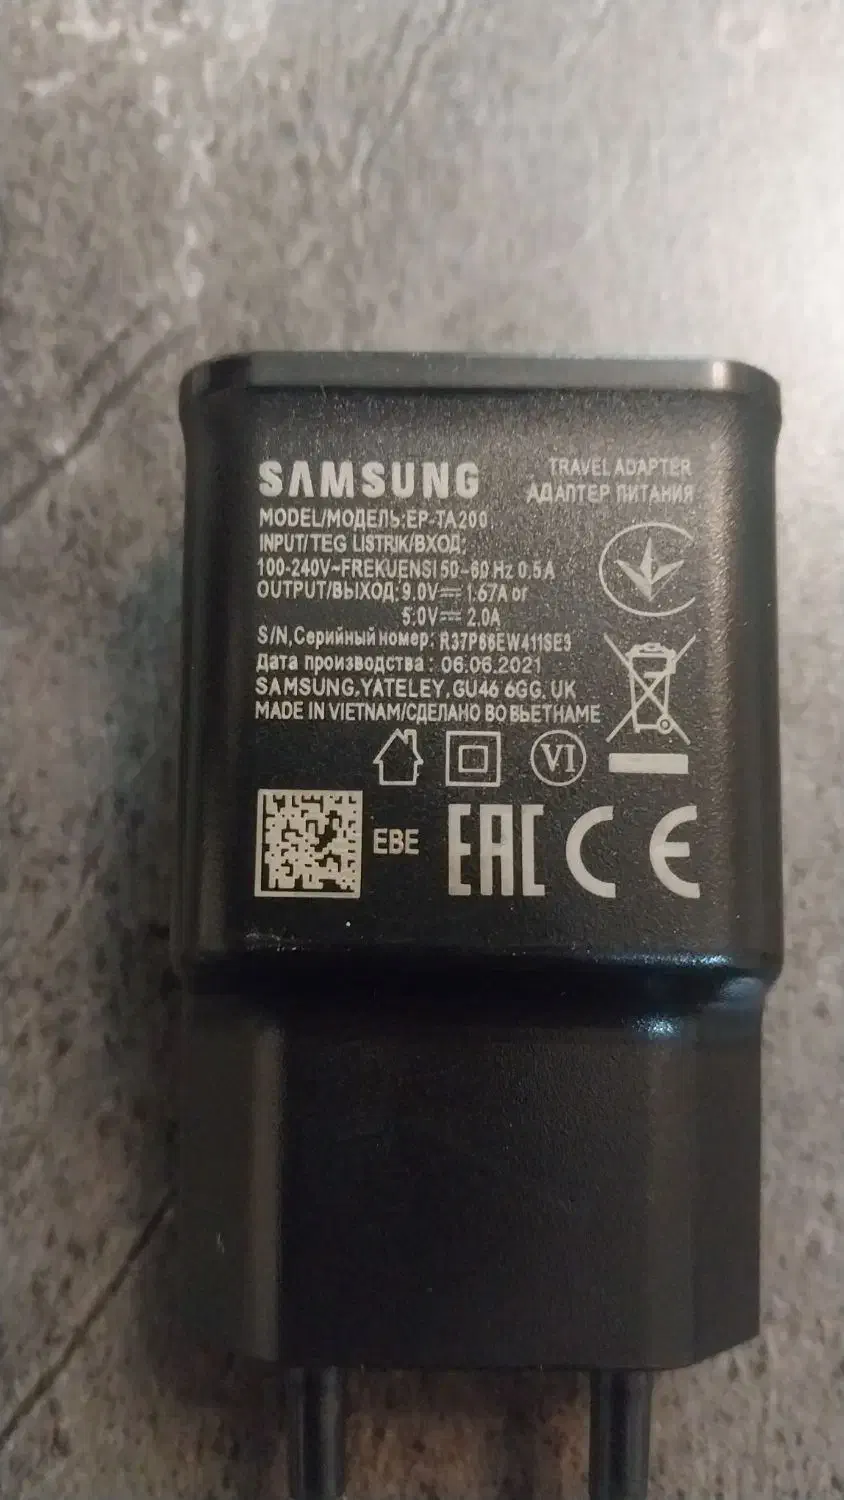 SAMSUNG
TRAVEL ADAPTER
АДАПТЕР ПИТАНИЯ
MODEL/МОДЕЛЬ:EP-TA200
INPUT/TEG LISTRIK/ВХОД:
100-240V~FREKUENSI 50-60 Hz 0.5A
OUTPUT/ВЫХОД:9.0V⎓ 1.67A or
5.0V⎓ 2.0A
S/N,Серийный номер: R37P66EW411SE3
Дата производства : 06.06.2021
SAMSUNG,YATELEY,GU46 6GG, UK
MADE IN VIETNAM/СДЕЛАНО ВО ВЬЕТНАМЕ
VI
EBE
EAC CE